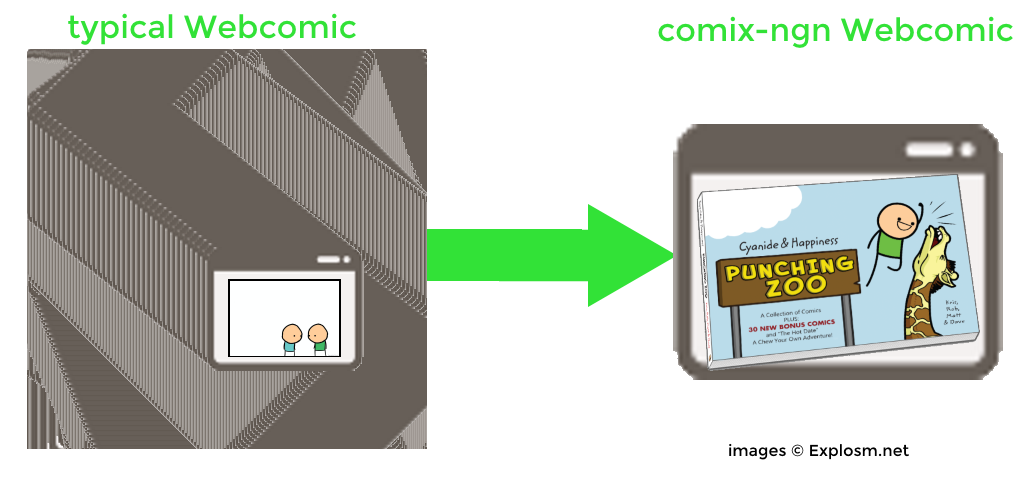 typical Webcomic
comix-ngn Webcomic
Cyanide & Happiness
PUNCHING
ZOO
A Collection of Comics
PLUS:
30 NEW BONUS COMICS
and "The Hot Date"
A Chew Your Own Adventure!
Eric,
Rob,
Matt
& Dave
images © Explosm.net